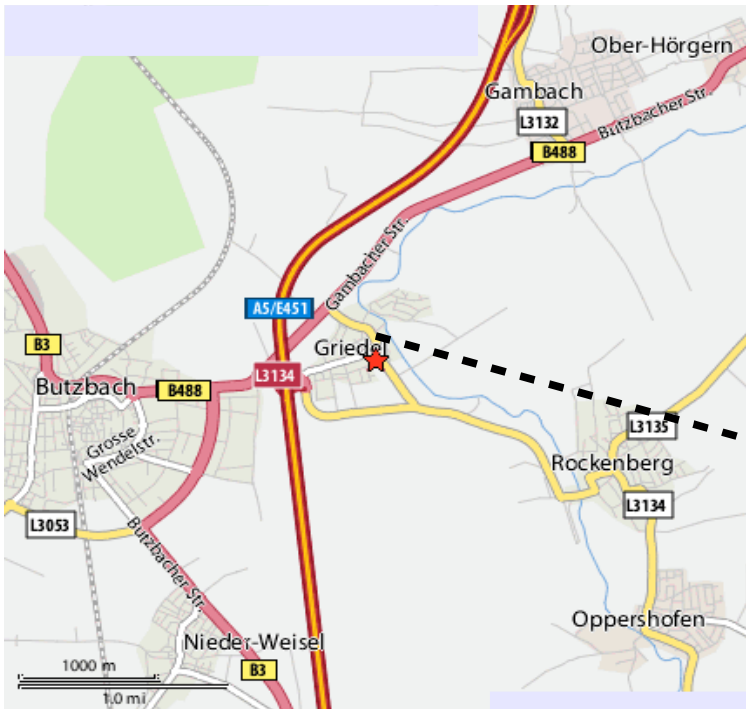 Ober-Hörgern
Gambach
L3132
Butzbacher Str.
B488
Gambacher Str.
A5/E451
B3
Griedel
L3134
Butzbach
B488
L3135
Grosse
Wendelstr.
Rockenberg
L3134
L3053
Butzbacher Str.
Oppershofen
Nieder-Weisel
1000 m
B3
1.0 mi